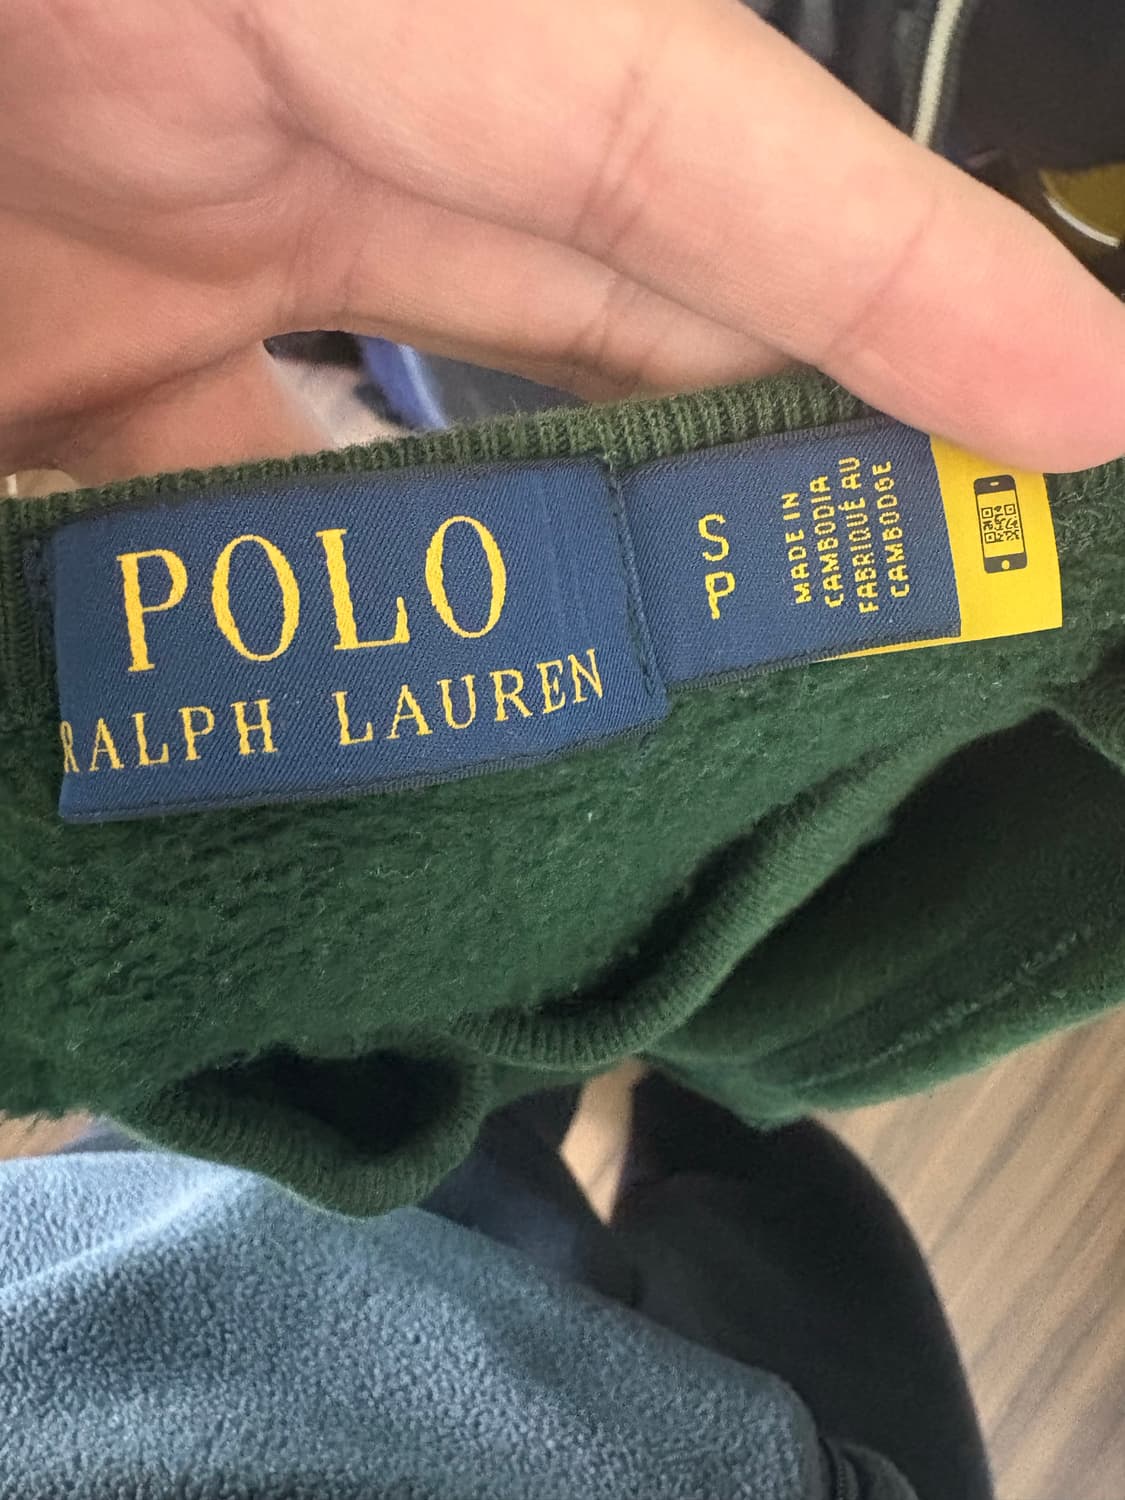 POLO
RALPH LAUREN
S
P
MADE IN
CAMBODIA
FABRIQUÉ AU
CAMBODGE